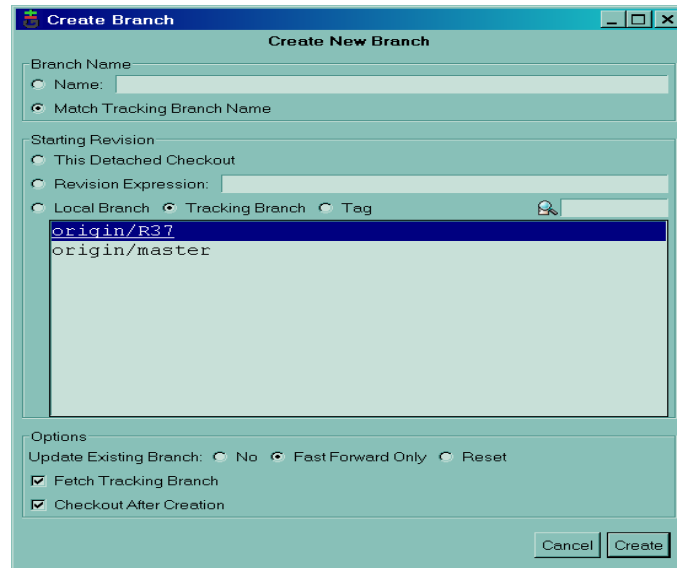 Create Branch
Create New Branch
Branch Name
Name:
Match Tracking Branch Name
Starting Revision
This Detached Checkout
Revision Expression:
Local Branch Tracking Branch Tag
origin/R37
origin/master
Options
Update Existing Branch: No Fast Forward Only Reset
Fetch Tracking Branch
Checkout After Creation
Cancel Create